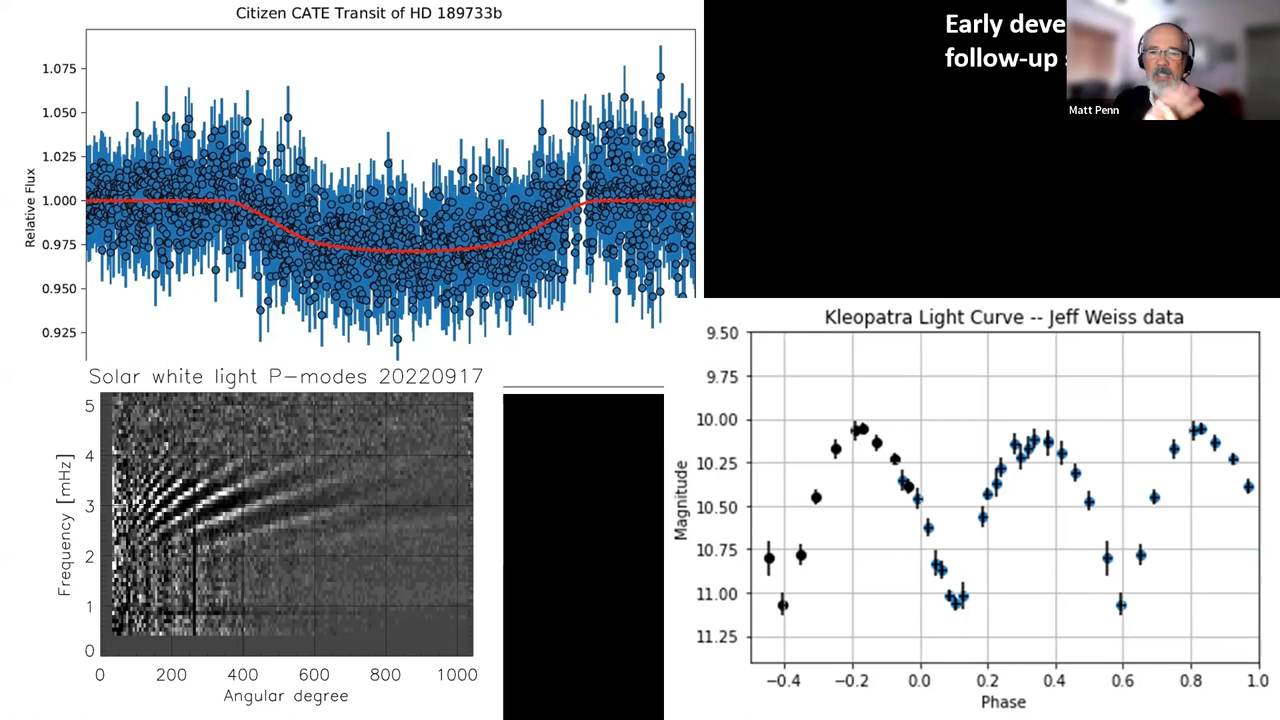 Citizen CATE Transit of HD 189733b
1.075
1.050
1.025
1.000
0.975
0.950
0.925
Relative Flux
Early deve
follow-up
Matt Penn
Solar white light P-modes 20220917
5
4
3
2
1
0
Frequency [mHz]
0 200 400 600 800 1000
Angular degree
Kleopatra Light Curve -- Jeff Weiss data
9.50
9.75
10.00
10.25
10.50
10.75
11.00
11.25
Magnitude
−0.4 −0.2 0.0 0.2 0.4 0.6 0.8 1.0
Phase